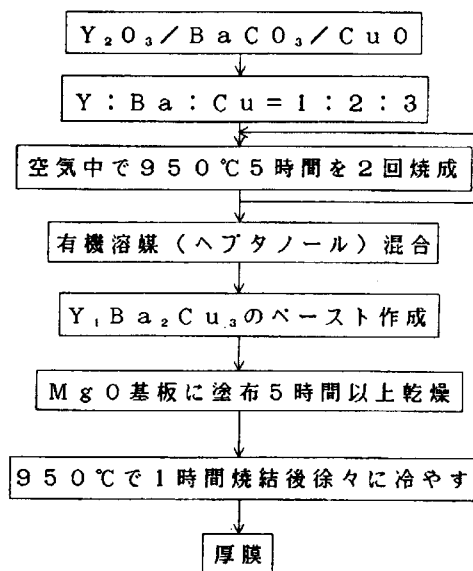 Y₂O₃/BaCO₃/CuO
Y:Ba:Cu=1:2:3
空気中で950℃5時間を2回焼成
有機溶媒(ヘプタノール)混合
Y₁Ba₂Cu₃のペースト作成
MgO基板に塗布5時間以上乾燥
950℃で1時間焼結後徐々に冷やす
厚膜